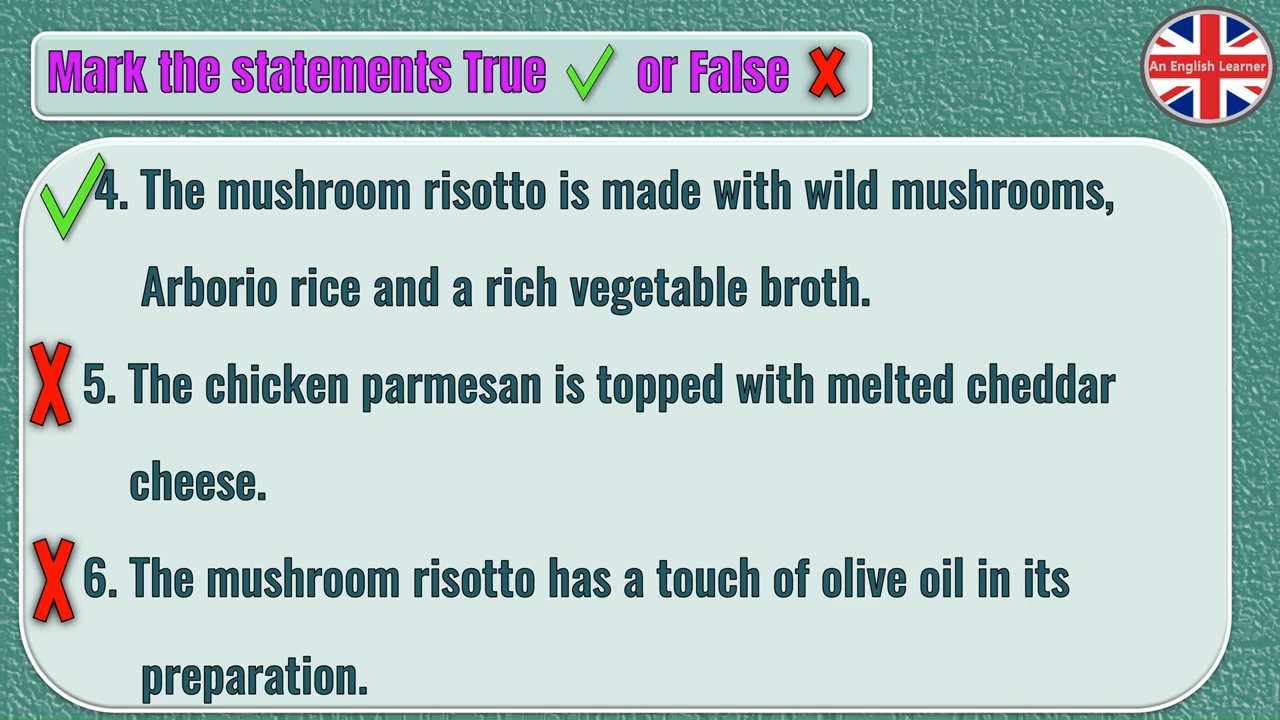 Mark the statements True ✓ or False ✗
An English Learner
4. The mushroom risotto is made with wild mushrooms,
Arborio rice and a rich vegetable broth.
5. The chicken parmesan is topped with melted cheddar
cheese.
6. The mushroom risotto has a touch of olive oil in its
preparation.